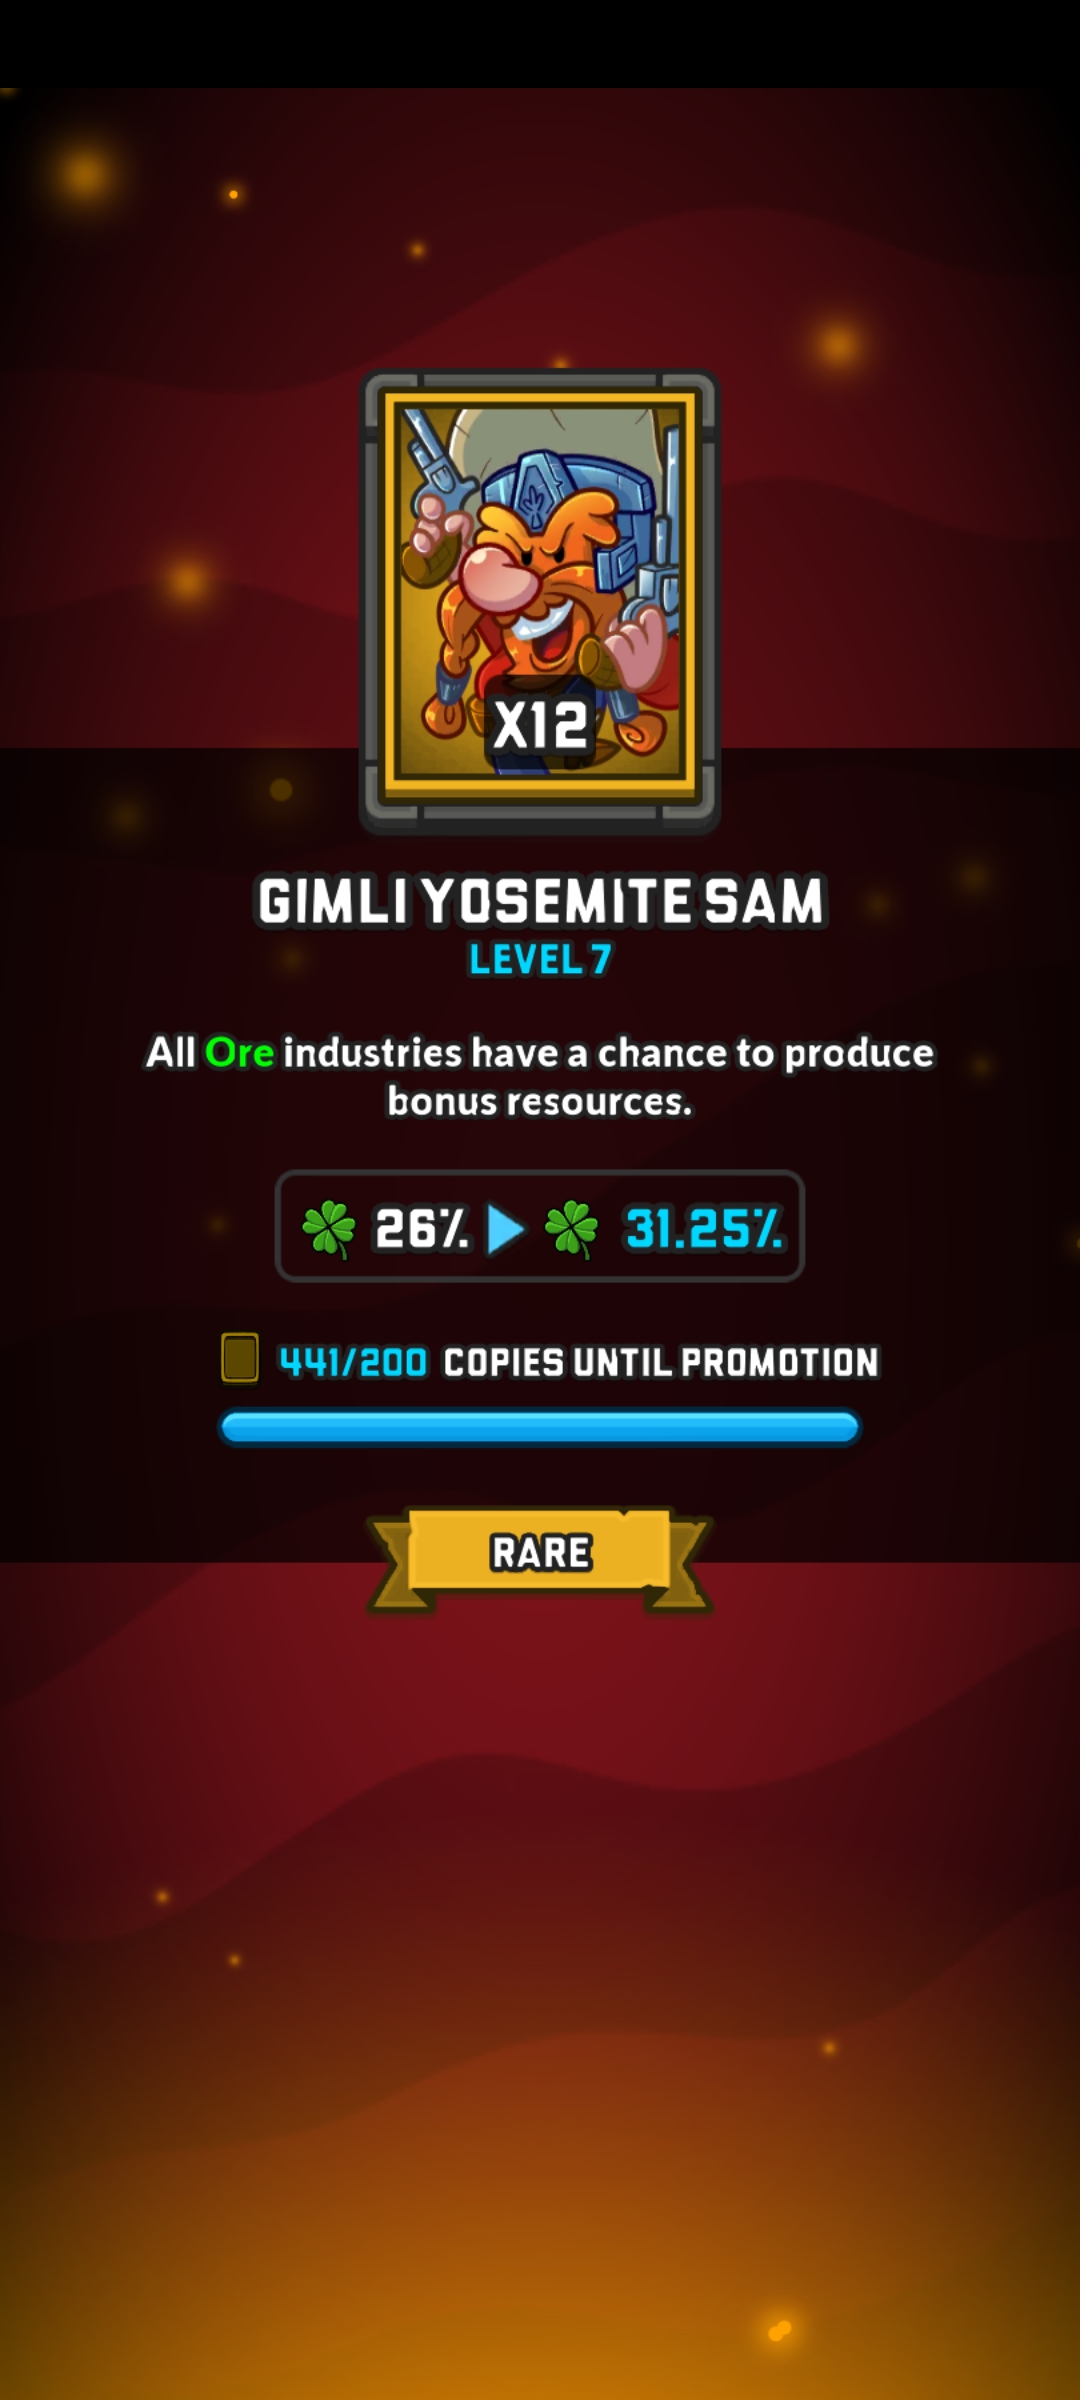 X12
GIMLI YOSEMITE SAM
LEVEL 7
All Ore industries have a chance to produce
bonus resources.
26% 31.25%
441/200 COPIES UNTIL PROMOTION
RARE